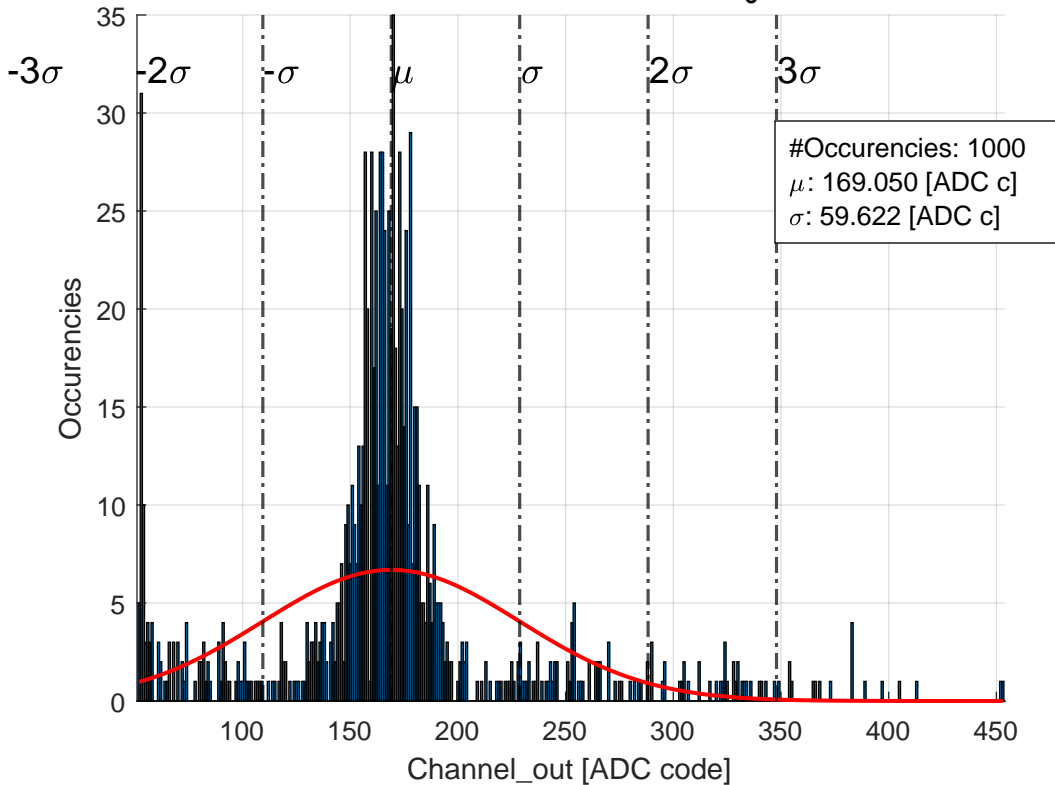 35
-3σ -2σ -σ μ σ 2σ 3σ
30
#Occurencies: 1000
μ: 169.050 [ADC c]
σ: 59.622 [ADC c]
25
20
15
10
5
0
Occurencies
100 150 200 250 300 350 400 450
Channel_out [ADC code]